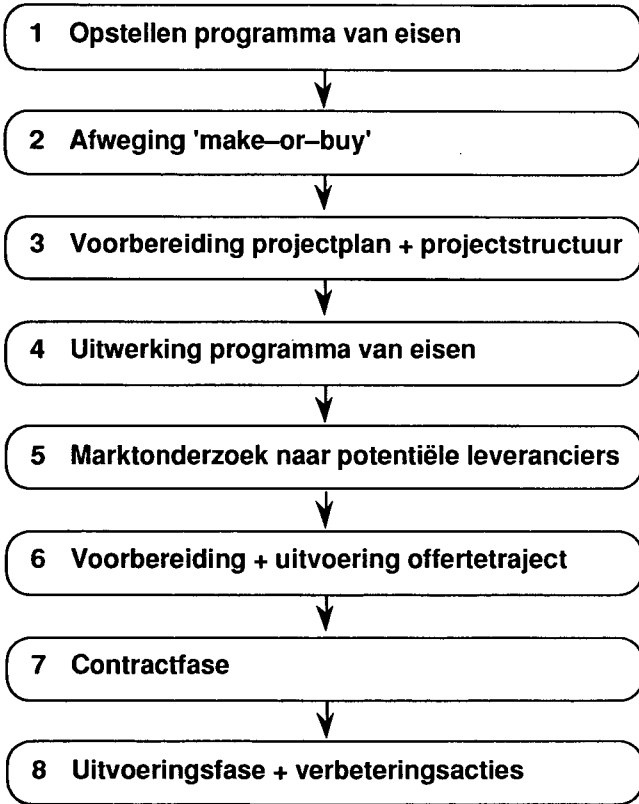 1 Opstellen programma van eisen
2 Afweging 'make–or–buy'
3 Voorbereiding projectplan + projectstructuur
4 Uitwerking programma van eisen
5 Marktonderzoek naar potentiële leveranciers
6 Voorbereiding + uitvoering offertetraject
7 Contractfase
8 Uitvoeringsfase + verbeteringsacties